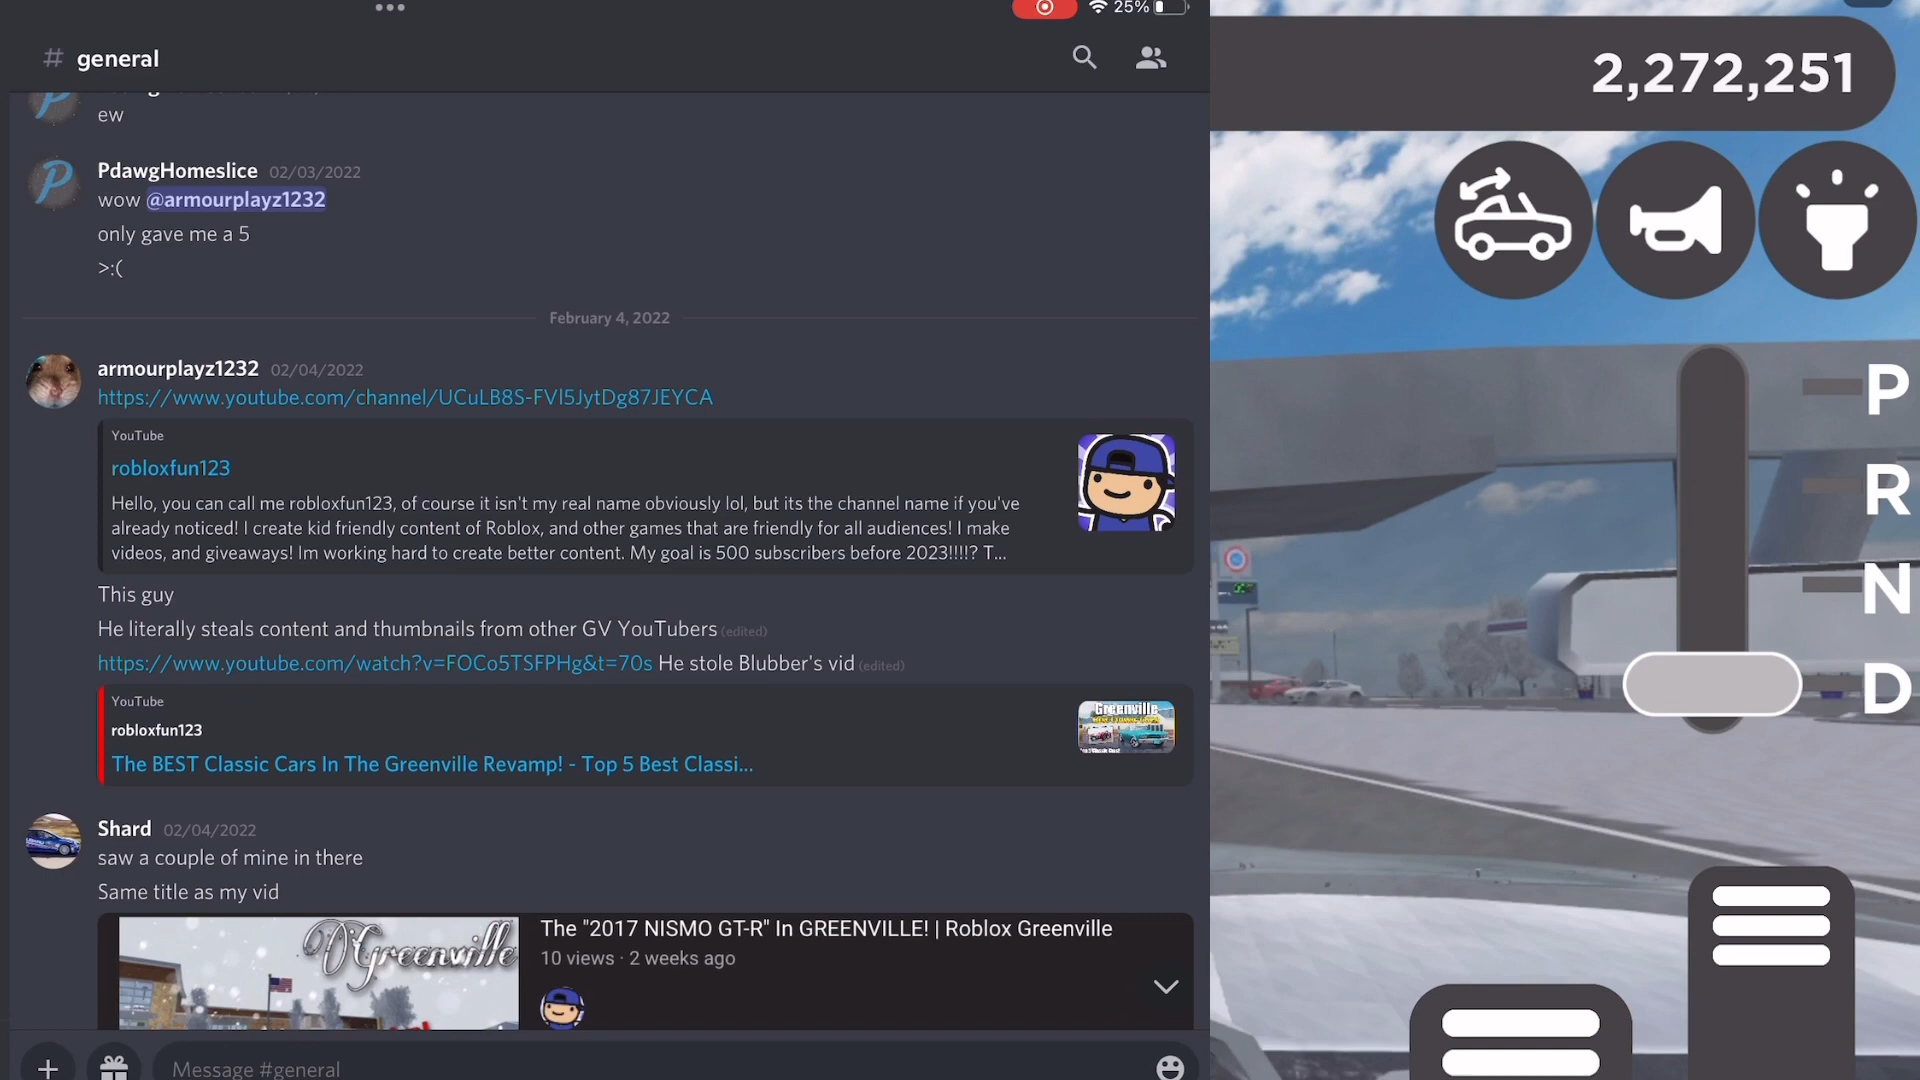 25%
# general
ew
PdawgHomeslice 02/03/2022
wow @armourplayz1232
only gave me a 5
>:(
February 4, 2022
armourplayz1232 02/04/2022
https://www.youtube.com/channel/UCuLB8S-FVl5JytDg87JEYCA
YouTube
robloxfun123
Hello, you can call me robloxfun123, of course it isn't my real name obviously lol, but its the channel name if you've
already noticed! I create kid friendly content of Roblox, and other games that are friendly for all audiences! I make
videos, and giveaways! Im working hard to create better content. My goal is 500 subscribers before 2023!!!!? T...
This guy
He literally steals content and thumbnails from other GV YouTubers (edited)
https://www.youtube.com/watch?v=FOCo5TSFPHg&t=70s He stole Blubber's vid (edited)
YouTube
robloxfun123
Greenville
The BEST Classic Cars In The Greenville Revamp! - Top 5 Best Classi...
Shard 02/04/2022
saw a couple of mine in there
Same title as my vid
Greenville
The "2017 NISMO GT-R" In GREENVILLE! | Roblox Greenville
10 views · 2 weeks ago
Message #general
2,272,251
P
R
N
D